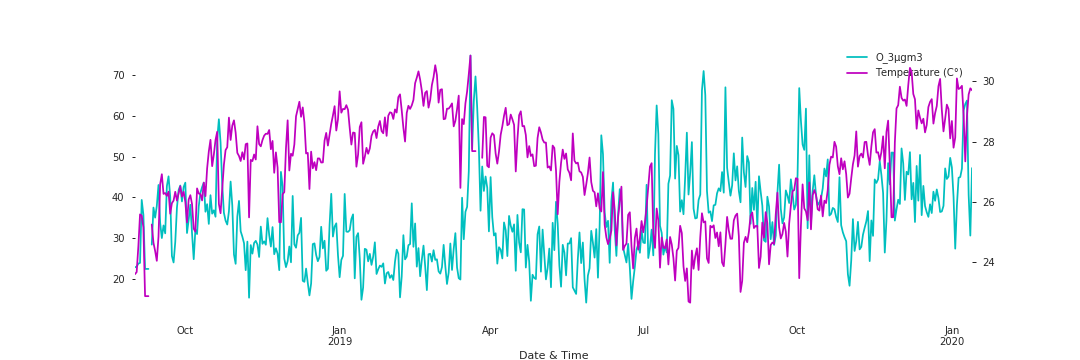 O_3µgm3
Temperature (C°)
70
60
50
40
30
20
30
28
26
24
Oct
Jan
2019
Apr
Jul
Oct
Jan
2020
Date & Time